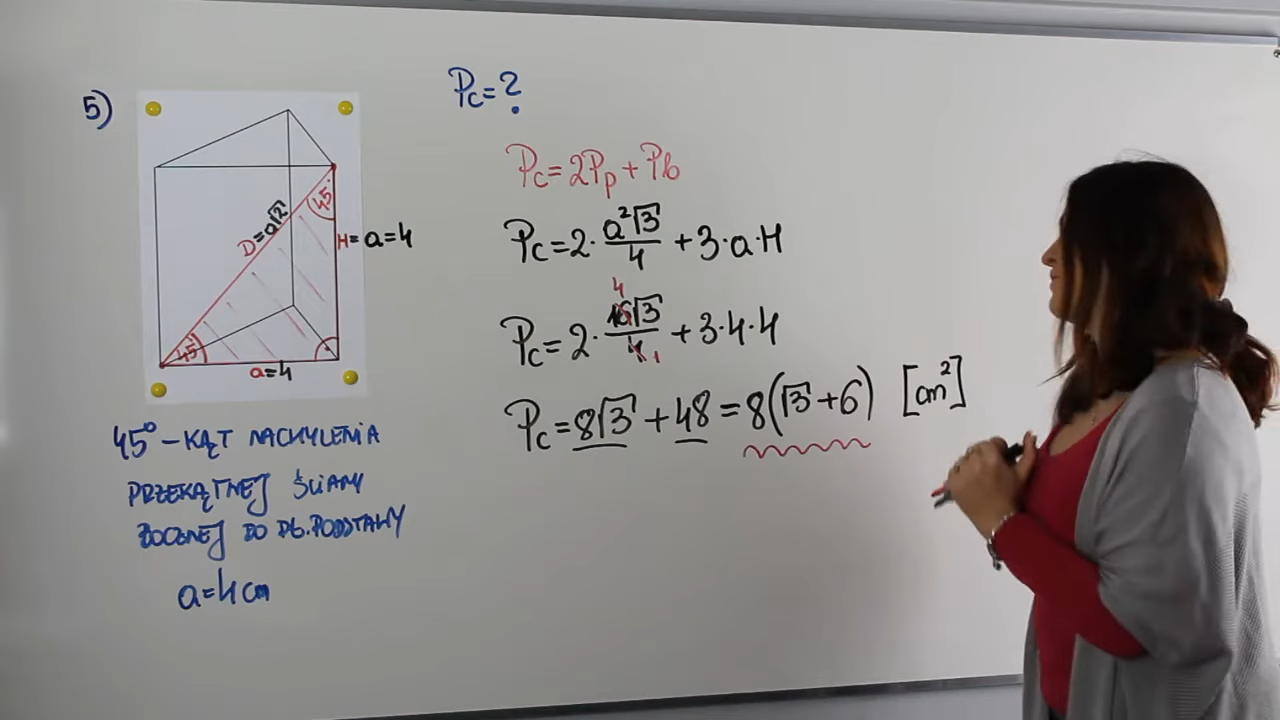 5)
Pc=?
Pc=2Pp+Pb
Pc=2·a²√3/4+3·a·H
Pc=2·16√3/4+3·4·4
4
1
Pc=8√3+48=8(√3+6) [cm²]
45°
D=a√2
H=a=4
45°
a=4
45°-KĄT NACHYLENIA
PRZEKĄTNEJ ŚCIANY
BOCZNEJ DO PŁ.PODSTAWY
a=4cm